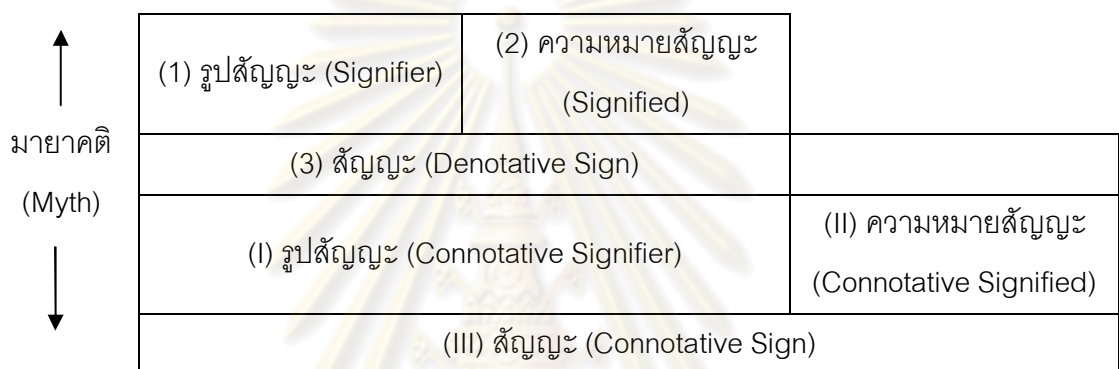 (1) รูปสัญญะ (Signifier)
(2) ความหมายสัญญะ
(Signified)
มายาคติ
(Myth)
(3) สัญญะ (Denotative Sign)
(I) รูปสัญญะ (Connotative Signifier)
(II) ความหมายสัญญะ
(Connotative Signified)
(III) สัญญะ (Connotative Sign)